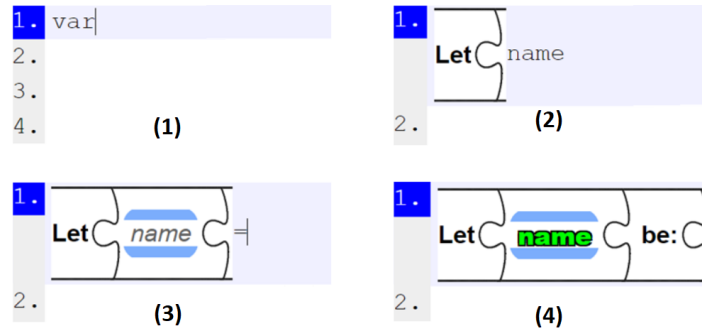 1. var
2.
3.
4.
(1)
1. Let name
2.
(2)
1. Let name =
2.
(3)
1. Let name be:
2.
(4)